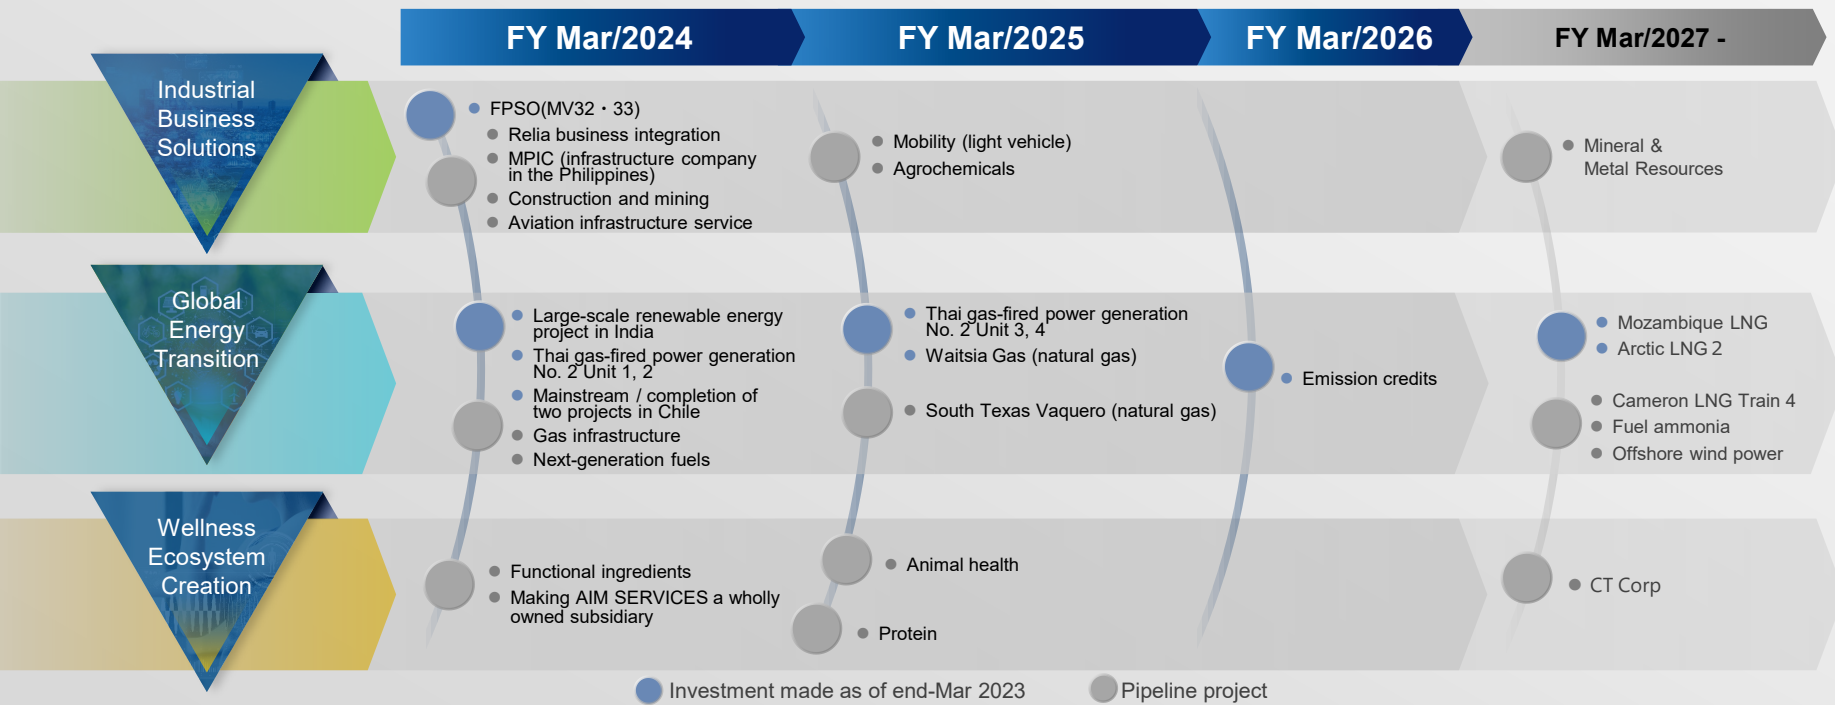 FY Mar/2024
FY Mar/2025
FY Mar/2026
FY Mar/2027 -
Industrial
Business
Solutions
FPSO(MV32・33)
Relia business integration
MPIC (infrastructure company
in the Philippines)
Construction and mining
Aviation infrastructure service
Mobility (light vehicle)
Agrochemicals
Mineral &
Metal Resources
Global
Energy
Transition
Large-scale renewable energy
project in India
Thai gas-fired power generation
No. 2 Unit 1, 2
Mainstream / completion of
two projects in Chile
Gas infrastructure
Next-generation fuels
Thai gas-fired power generation
No. 2 Unit 3, 4
Waitsia Gas (natural gas)
South Texas Vaquero (natural gas)
Emission credits
Mozambique LNG
Arctic LNG 2
Cameron LNG Train 4
Fuel ammonia
Offshore wind power
Wellness
Ecosystem
Creation
Functional ingredients
Making AIM SERVICES a wholly
owned subsidiary
Animal health
Protein
CT Corp
Investment made as of end-Mar 2023
Pipeline project